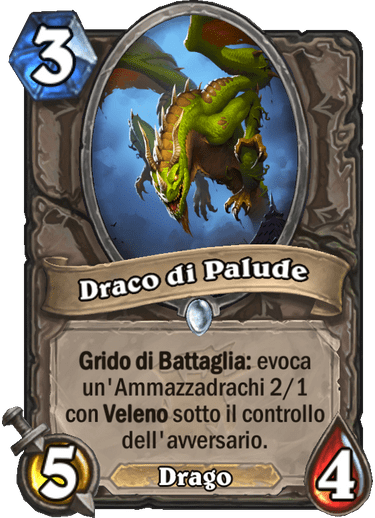 3
Draco di Palude
Grido di Battaglia: evoca
un'Ammazzadrachi 2/1
con Veleno sotto il controllo
dell'avversario.
5
Drago
4